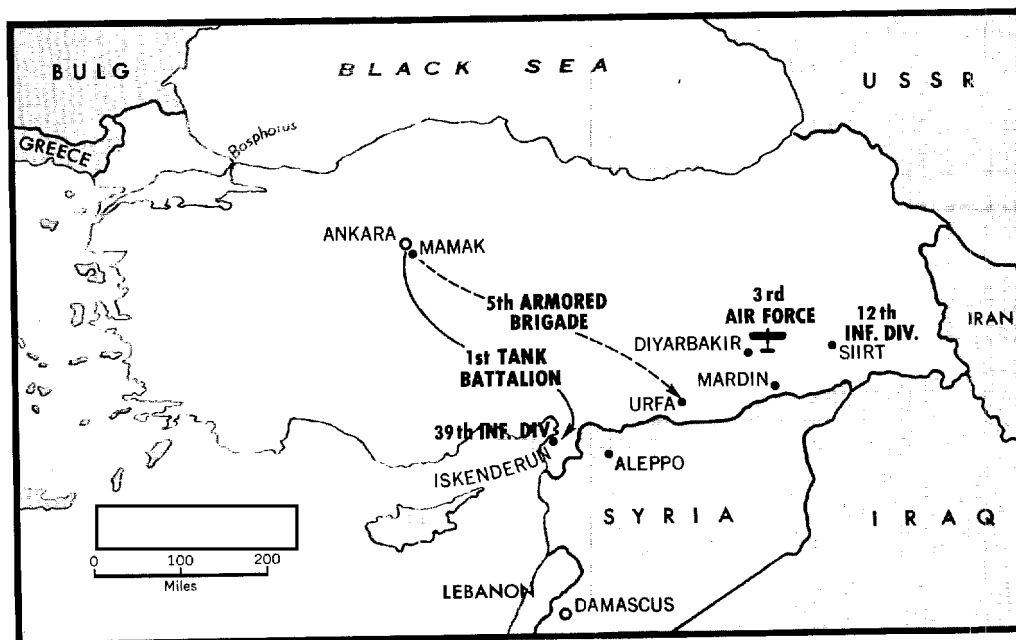 BLACK SEA
BULG
USSR
GREECE
Bosphorus
ANKARA
MAMAK
5th ARMORED
BRIGADE
3rd
AIR FORCE
12th
INF. DIV.
IRAN
DIYARBAKIR
SIIRT
1st TANK
BATTALION
MARDIN
URFA
39th INF. DIV.
ISKENDERUN
ALEPPO
SYRIA
IRAQ
0 100 200
Miles
LEBANON
DAMASCUS